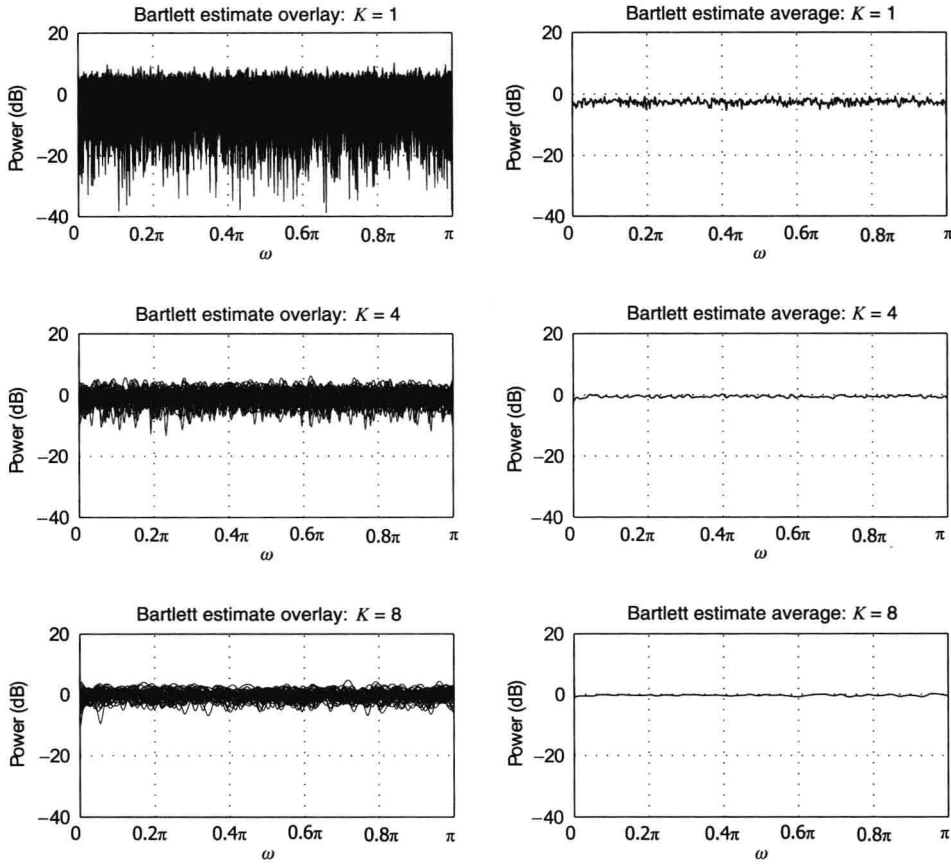 Bartlett estimate overlay: K = 1
20
0
−20
−40
Power (dB)
0 0.2π 0.4π 0.6π 0.8π π
ω
Bartlett estimate average: K = 1
20
0
−20
−40
Power (dB)
0 0.2π 0.4π 0.6π 0.8π π
ω
Bartlett estimate overlay: K = 4
20
0
−20
−40
Power (dB)
0 0.2π 0.4π 0.6π 0.8π π
ω
Bartlett estimate average: K = 4
20
0
−20
−40
Power (dB)
0 0.2π 0.4π 0.6π 0.8π π
ω
Bartlett estimate overlay: K = 8
20
0
−20
−40
Power (dB)
0 0.2π 0.4π 0.6π 0.8π π
ω
Bartlett estimate average: K = 8
20
0
−20
−40
Power (dB)
0 0.2π 0.4π 0.6π 0.8π π
ω